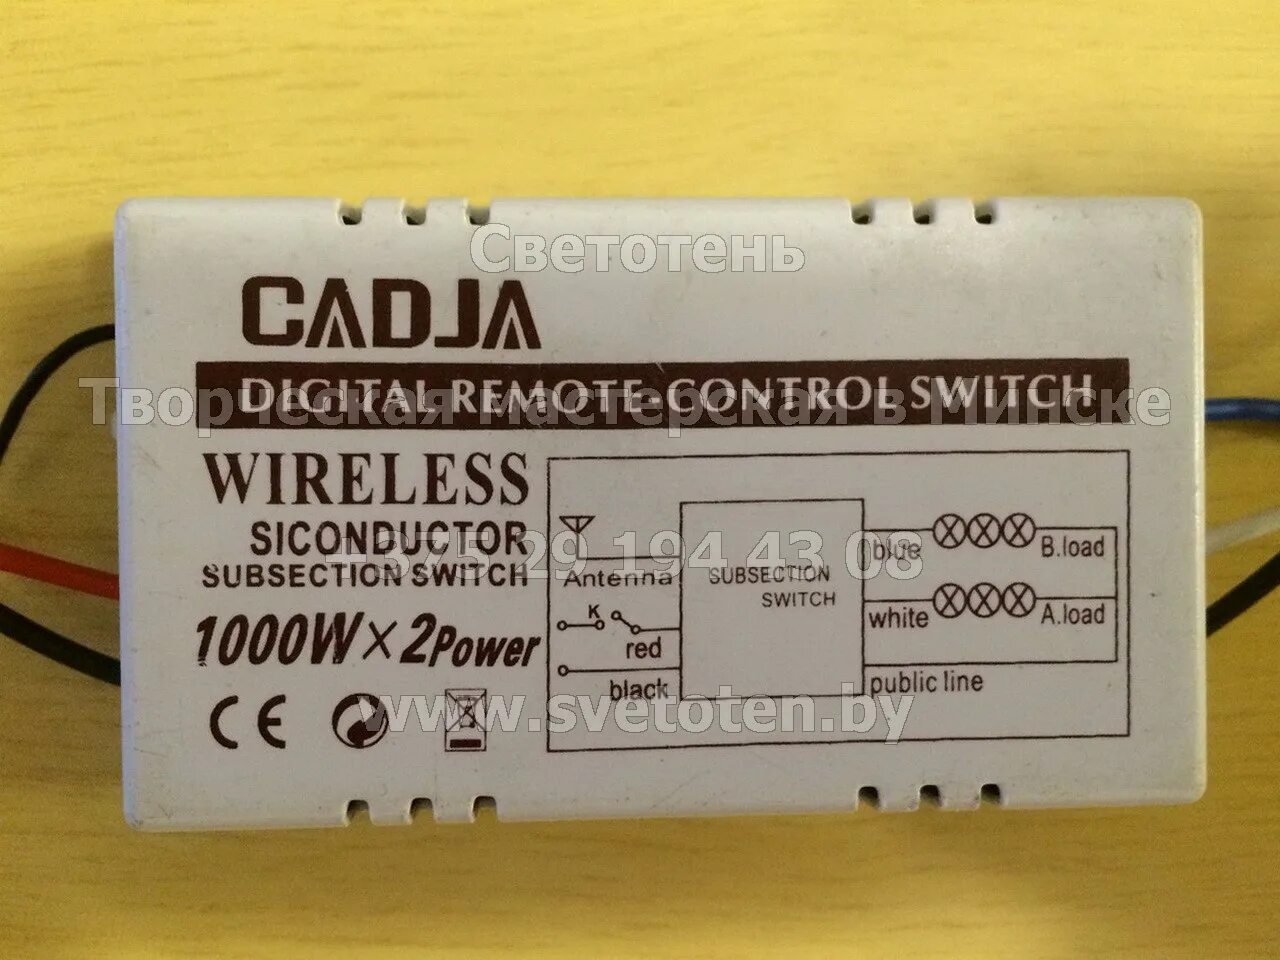 Светотень
CADJA
DIGITAL REMOTE-CONTROL SWITCH
Творческая мастерская в Минске
WIRELESS
SICONDUCTOR
SUBSECTION SWITCH
1000W×2Power
CE
+375 29 194 43 08
www.svetoten.by
Antenna
K
red
black
SUBSECTION
SWITCH
blue
B.load
white
A.load
public line